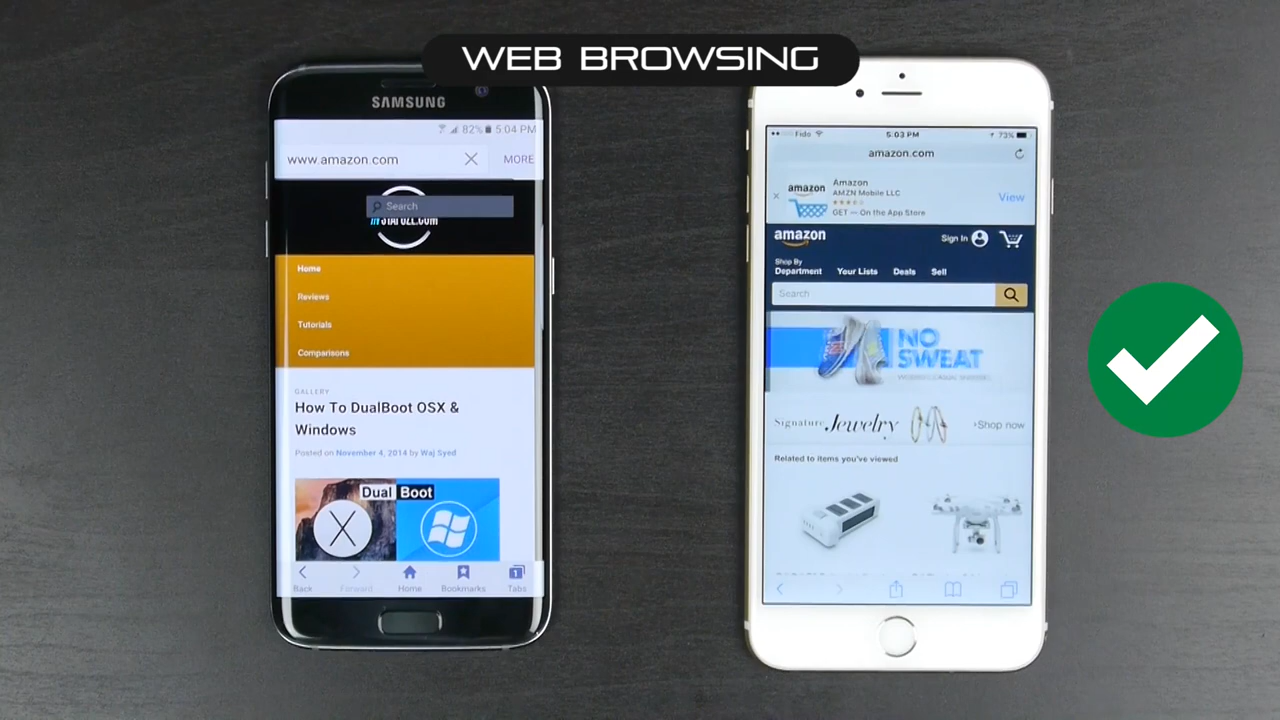 WEB BROWSING
SAMSUNG
82% 5:04 PM
www.amazon.com
MORE
Search
Home
Reviews
Tutorials
Comparisons
GALLERY
How To DualBoot OSX &
Windows
Posted on November 4, 2014 by Waj Syed
Dual Boot
Back
Forward
Home
Bookmarks
1
Tabs
Fido
5:03 PM
73%
amazon.com
amazon
Amazon
AMZN Mobile LLC
GET — On the App Store
View
amazon
Sign In
Shop By
Department
Your Lists
Deals
Sell
Search
NO
SWEAT
Signature Jewelry
›Shop now
Related to items you've viewed